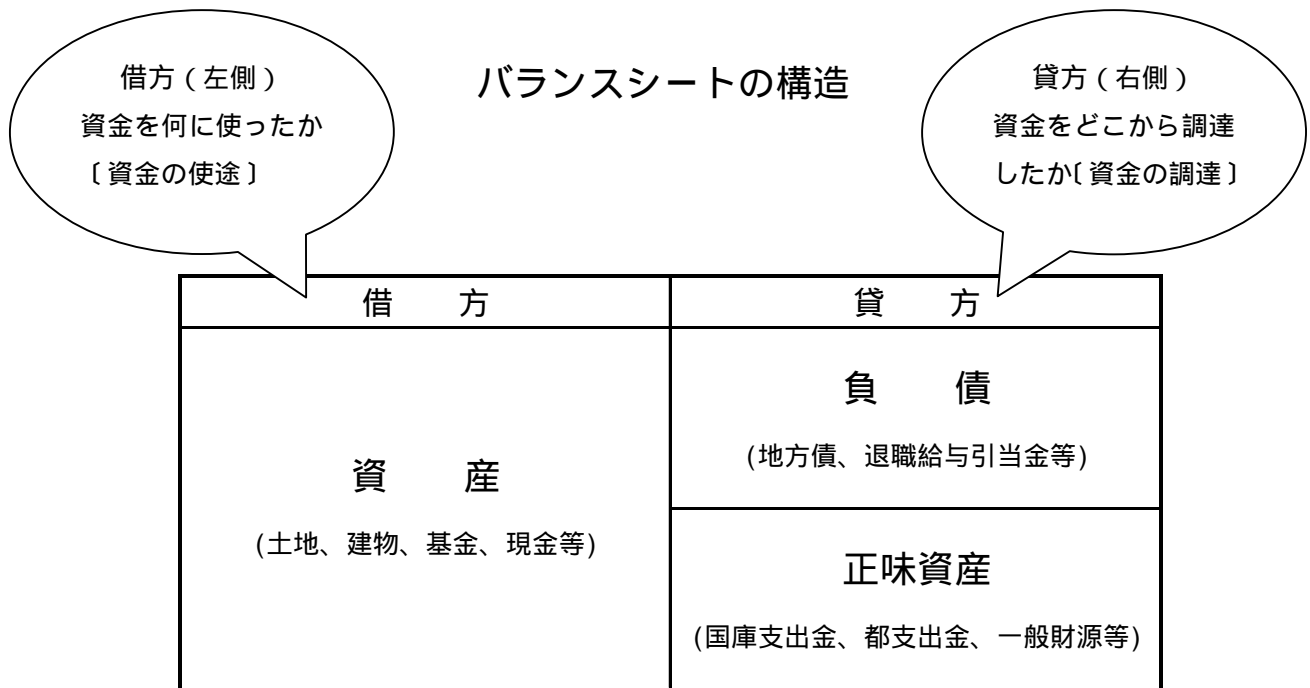 バランスシートの構造
借方（左側）
資金を何に使ったか
〔資金の使途〕
貸方（右側）
資金をどこから調達
したか〔資金の調達〕
借　　方
貸　　方
資　　産
(土地、建物、基金、現金等)
負　　債
(地方債、退職給与引当金等)
正味資産
(国庫支出金、都支出金、一般財源等)